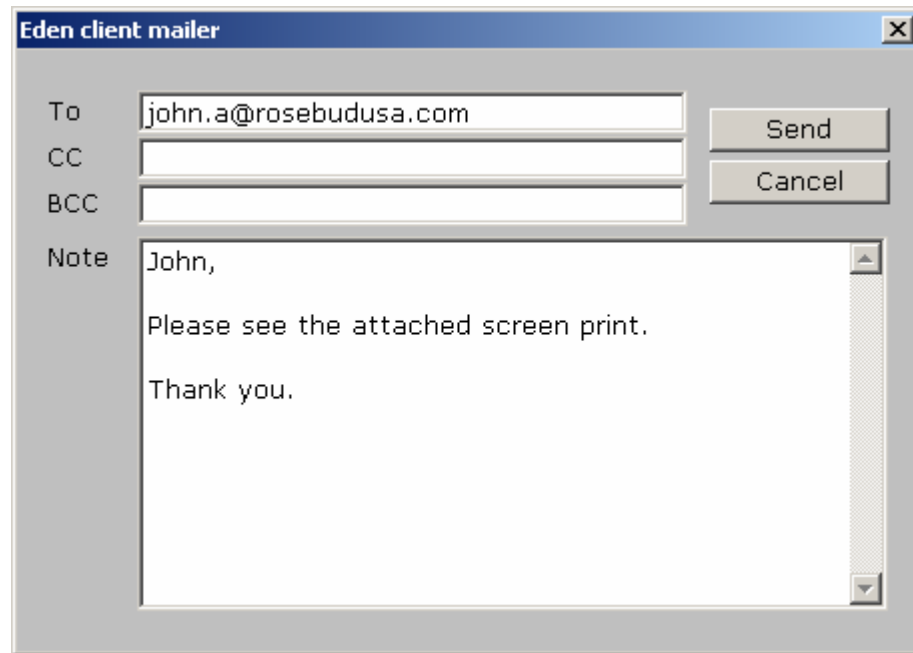 Eden client mailer
To
john.a@rosebudusa.com
Send
CC
Cancel
BCC
Note
John,
Please see the attached screen print.
Thank you.